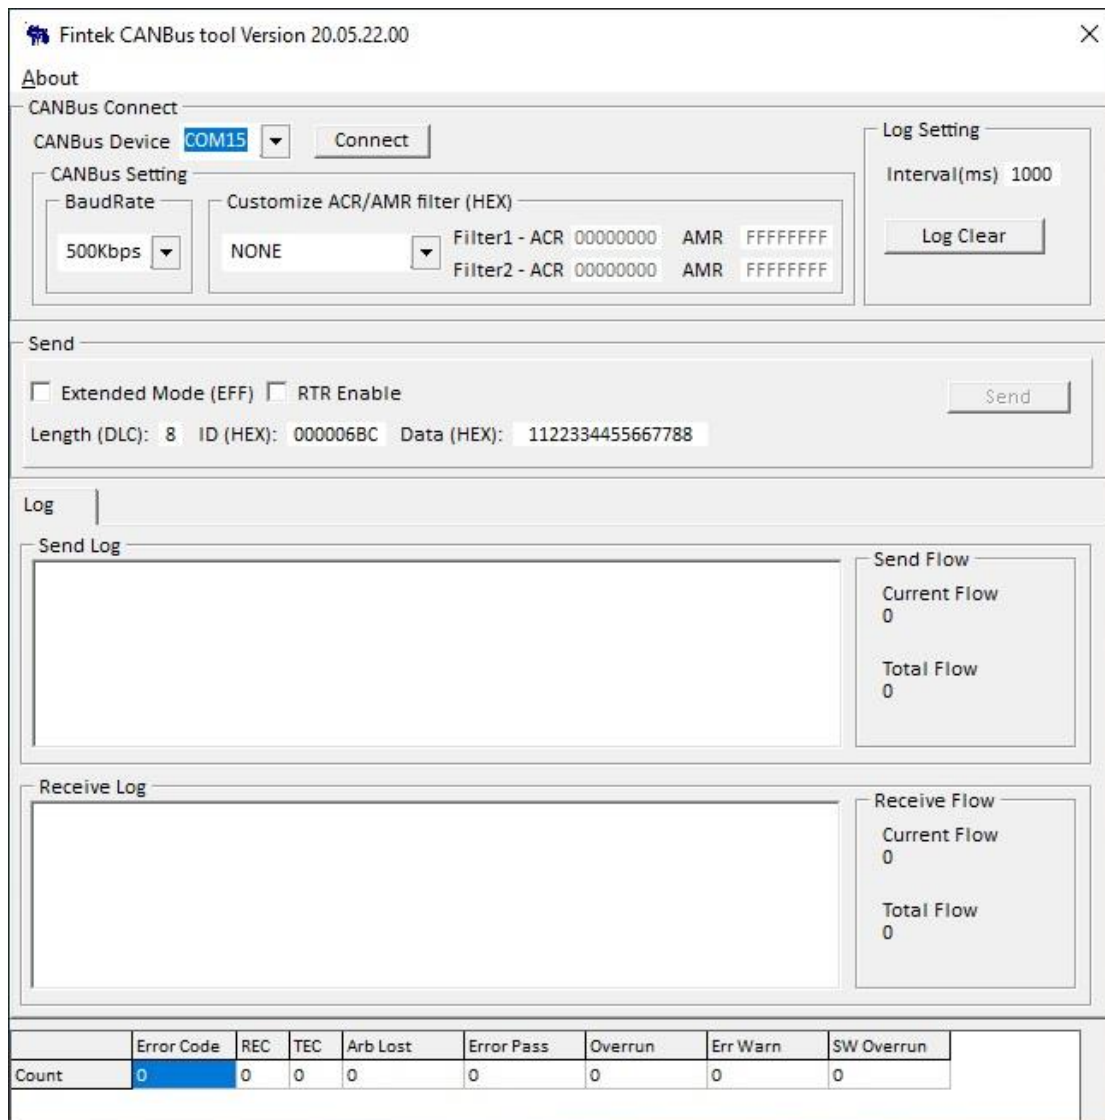 Fintek CANBus tool Version 20.05.22.00
About
CANBus Connect
CANBus Device COM15 Connect
CANBus Setting
BaudRate
500Kbps
Customize ACR/AMR filter (HEX)
NONE
Filter1 - ACR 00000000 AMR FFFFFFFF
Filter2 - ACR 00000000 AMR FFFFFFFF
Log Setting
Interval(ms) 1000
Log Clear
Send
Extended Mode (EFF) RTR Enable
Send
Length (DLC): 8 ID (HEX): 000006BC Data (HEX): 1122334455667788
Log
Send Log
Send Flow
Current Flow
0
Total Flow
0
Receive Log
Receive Flow
Current Flow
0
Total Flow
0
Error Code REC TEC Arb Lost Error Pass Overrun Err Warn SW Overrun
Count 0 0 0 0 0 0 0 0